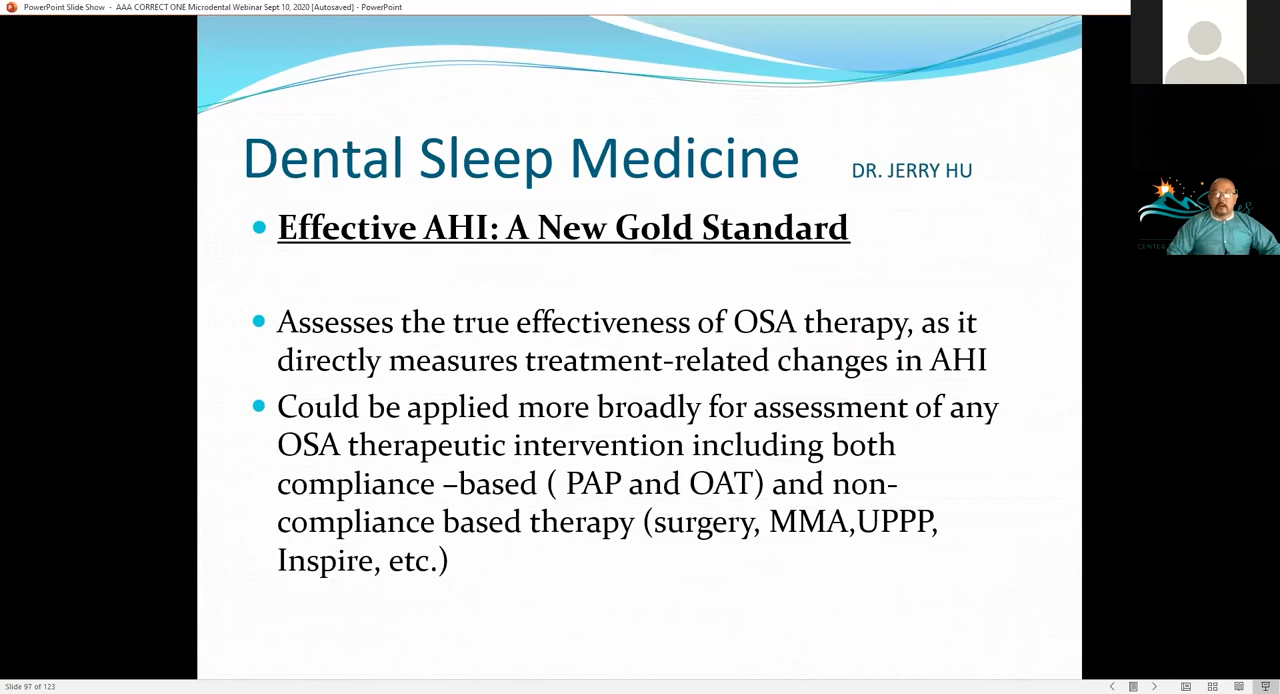 PowerPoint Slide Show - AAA CORRECT ONE Microdental Webinar Sept 10, 2020 [Autosaved] - PowerPoint
Dental Sleep Medicine DR. JERRY HU
• Effective AHI: A New Gold Standard
• Assesses the true effectiveness of OSA therapy, as it
directly measures treatment-related changes in AHI
• Could be applied more broadly for assessment of any
OSA therapeutic intervention including both
compliance –based ( PAP and OAT) and non-
compliance based therapy (surgery, MMA,UPPP,
Inspire, etc.)
CENTER
Slide 97 of 123